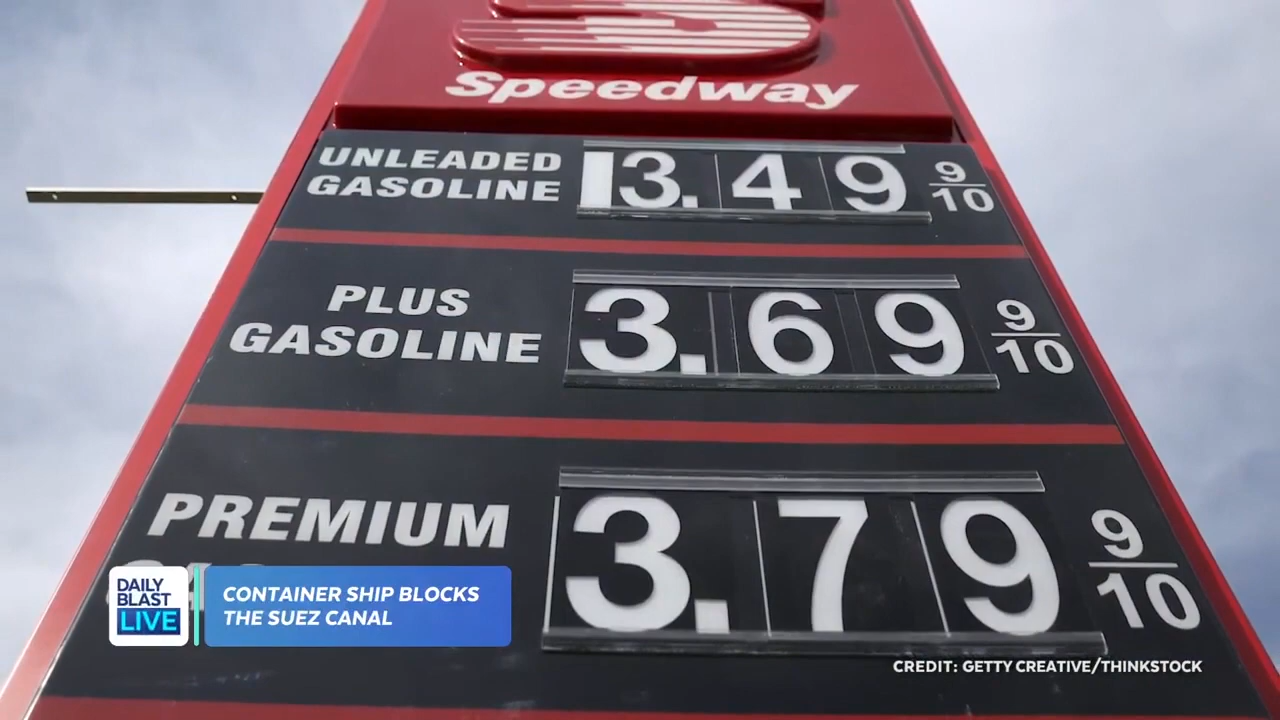 Speedway
UNLEADED
GASOLINE
3.49 9/10
PLUS
GASOLINE
3.69 9/10
PREMIUM
3.79 9/10
DAILY
BLAST
LIVE
CONTAINER SHIP BLOCKS
THE SUEZ CANAL
CREDIT: GETTY CREATIVE/THINKSTOCK